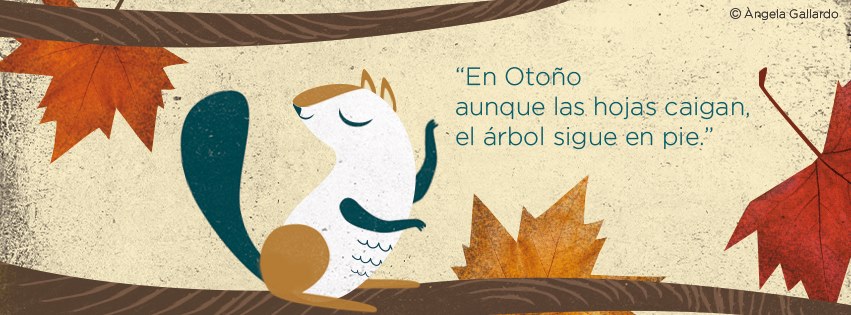 © Àngela Gallardo
“En Otoño
aunque las hojas caigan,
el árbol sigue en pie.”